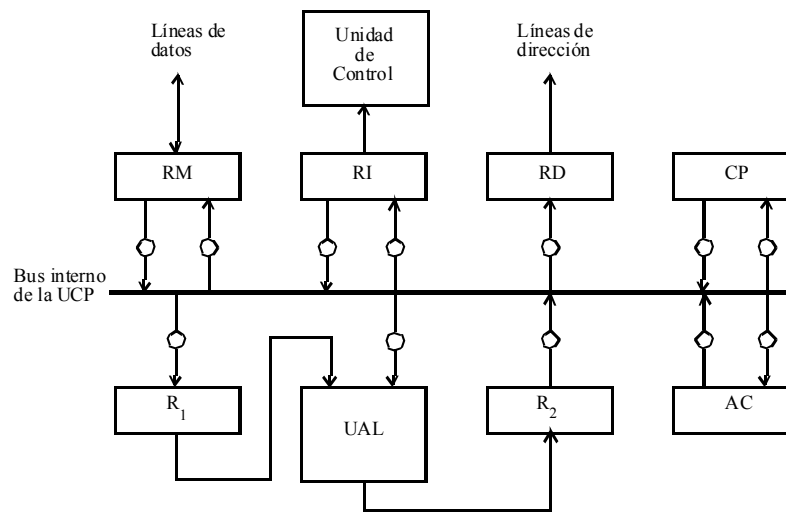 Líneas de
datos
Unidad
de
Control
Líneas de
dirección
RM
RI
RD
CP
Bus interno
de la UCP
R1
UAL
R2
AC